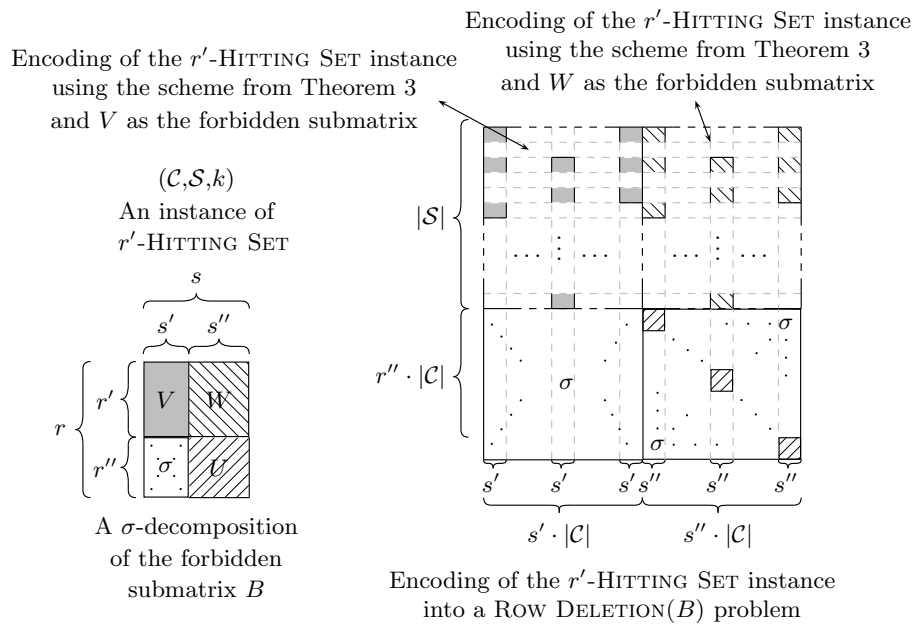 Encoding of the r′-HITTING SET instance
using the scheme from Theorem 3
and W as the forbidden submatrix
Encoding of the r′-HITTING SET instance
using the scheme from Theorem 3
and V as the forbidden submatrix
(𝒞,𝒮,k)
An instance of
r′-HITTING SET
s
s′ s″
r
r′
V W
r″
σ U
A σ-decomposition
of the forbidden
submatrix B
|𝒮|
... ⋮ ... ... ⋮ ...
r″ · |𝒞|
σ
σ
σ
s′ s′ s′ s″ s″ s″
s′ · |𝒞| s″ · |𝒞|
Encoding of the r′-HITTING SET instance
into a ROW DELETION(B) problem